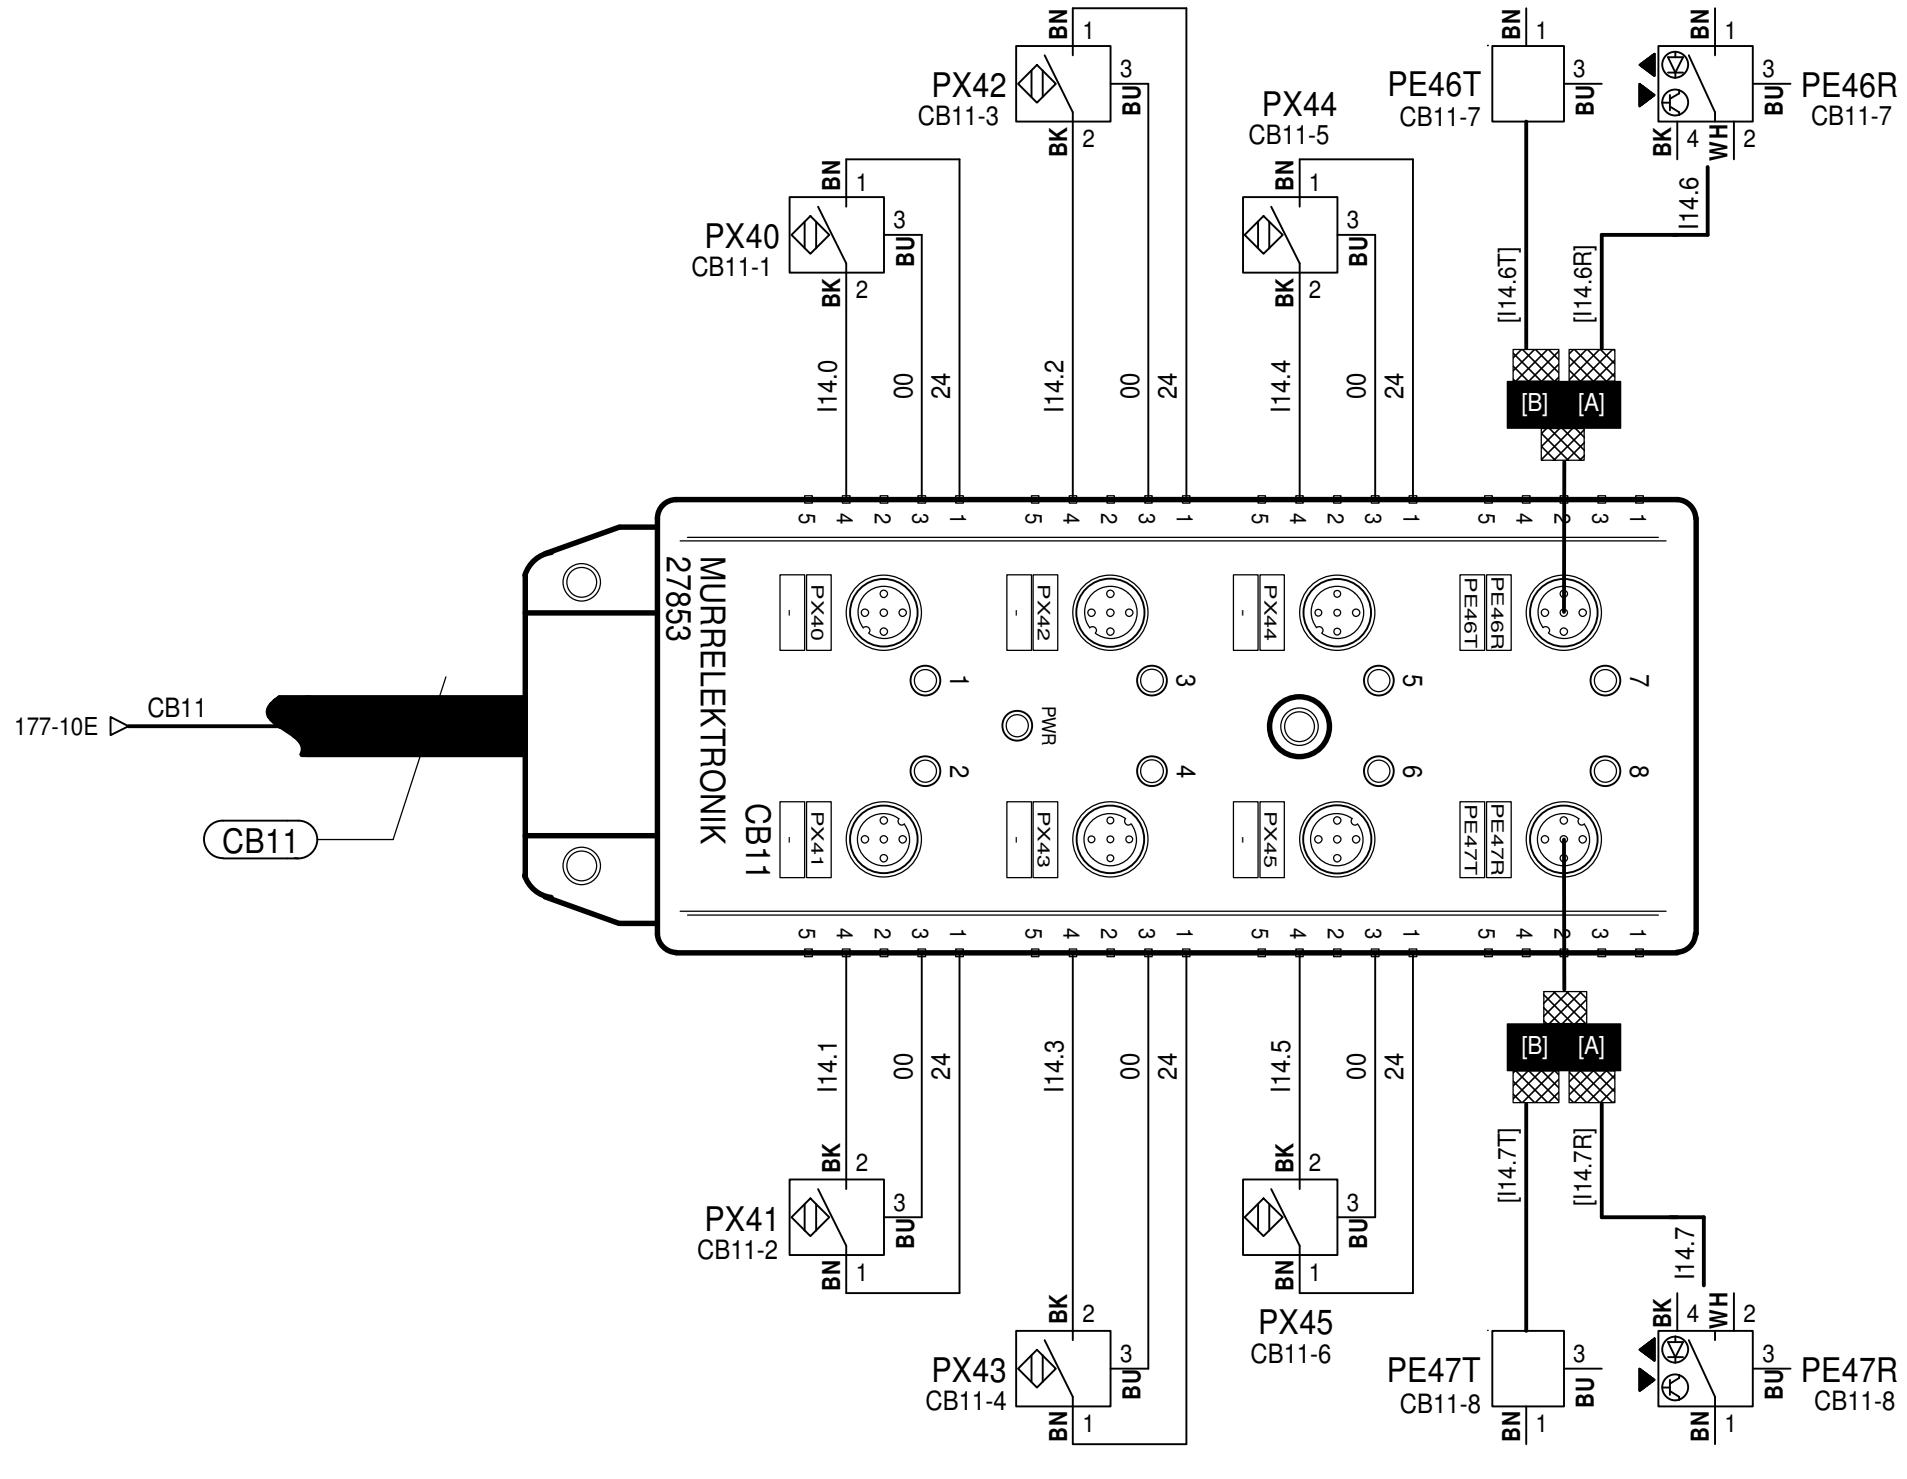 BN 1
PX42
CB11-3
3
BU
BK 2
BN 1
PE46T
CB11-7
3
BU
BN 1
3
BU
PE46R
CB11-7
BK 4 WH 2
I14.6
PX44
CB11-5
BN 1
3
BU
BK 2
BN 1
PX40
CB11-1
3
BU
BK 2
[I14.6T]
[I14.6R]
I14.0
00
24
I14.2
00
24
I14.4
00
24
[B] [A]
5 4 2 3 1
5 4 2 3 1
5 4 2 3 1
5 4 2 3 1
MURRELEKTRONIK
27853
PX40
-
PX42
-
PX44
-
PE46R
PE46T
1
3
5
7
177-10E
CB11
PWR
2
4
6
8
CB11
CB11
PX41
-
PX43
-
PX45
-
PE47R
PE47T
5 4 2 3 1
5 4 2 3 1
5 4 2 3 1
5 4 2 3 1
[B] [A]
I14.1
00
24
I14.3
00
24
I14.5
00
24
[I14.7T]
[I14.7R]
BK 2
PX41
CB11-2
3
BU
BN 1
BK 2
3
BU
BN 1
PX45
CB11-6
I14.7
BK 2
PX43
CB11-4
3
BU
BN 1
PE47T
CB11-8
3
BU
BN 1
BK 4 WH 2
3
BU
PE47R
CB11-8
BN 1